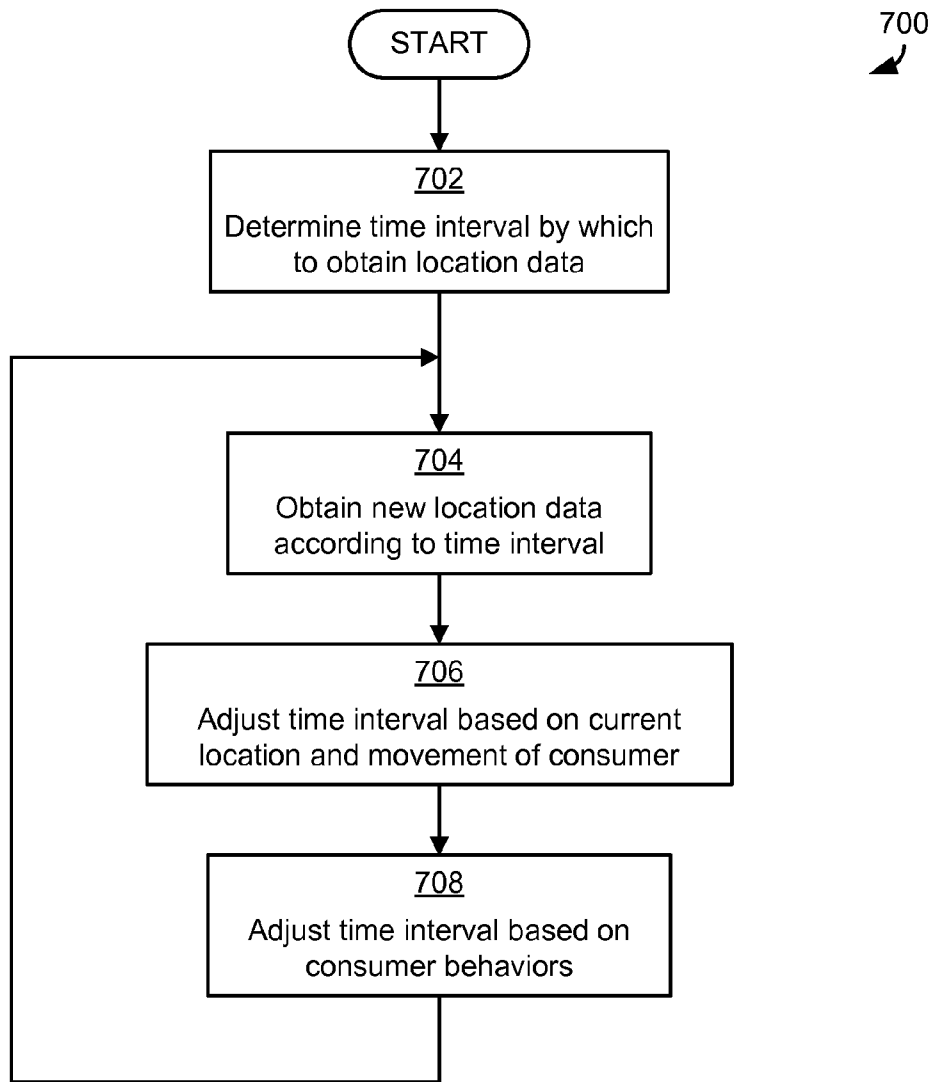 700
START
702
Determine time interval by which
to obtain location data
704
Obtain new location data
according to time interval
706
Adjust time interval based on current
location and movement of consumer
708
Adjust time interval based on
consumer behaviors